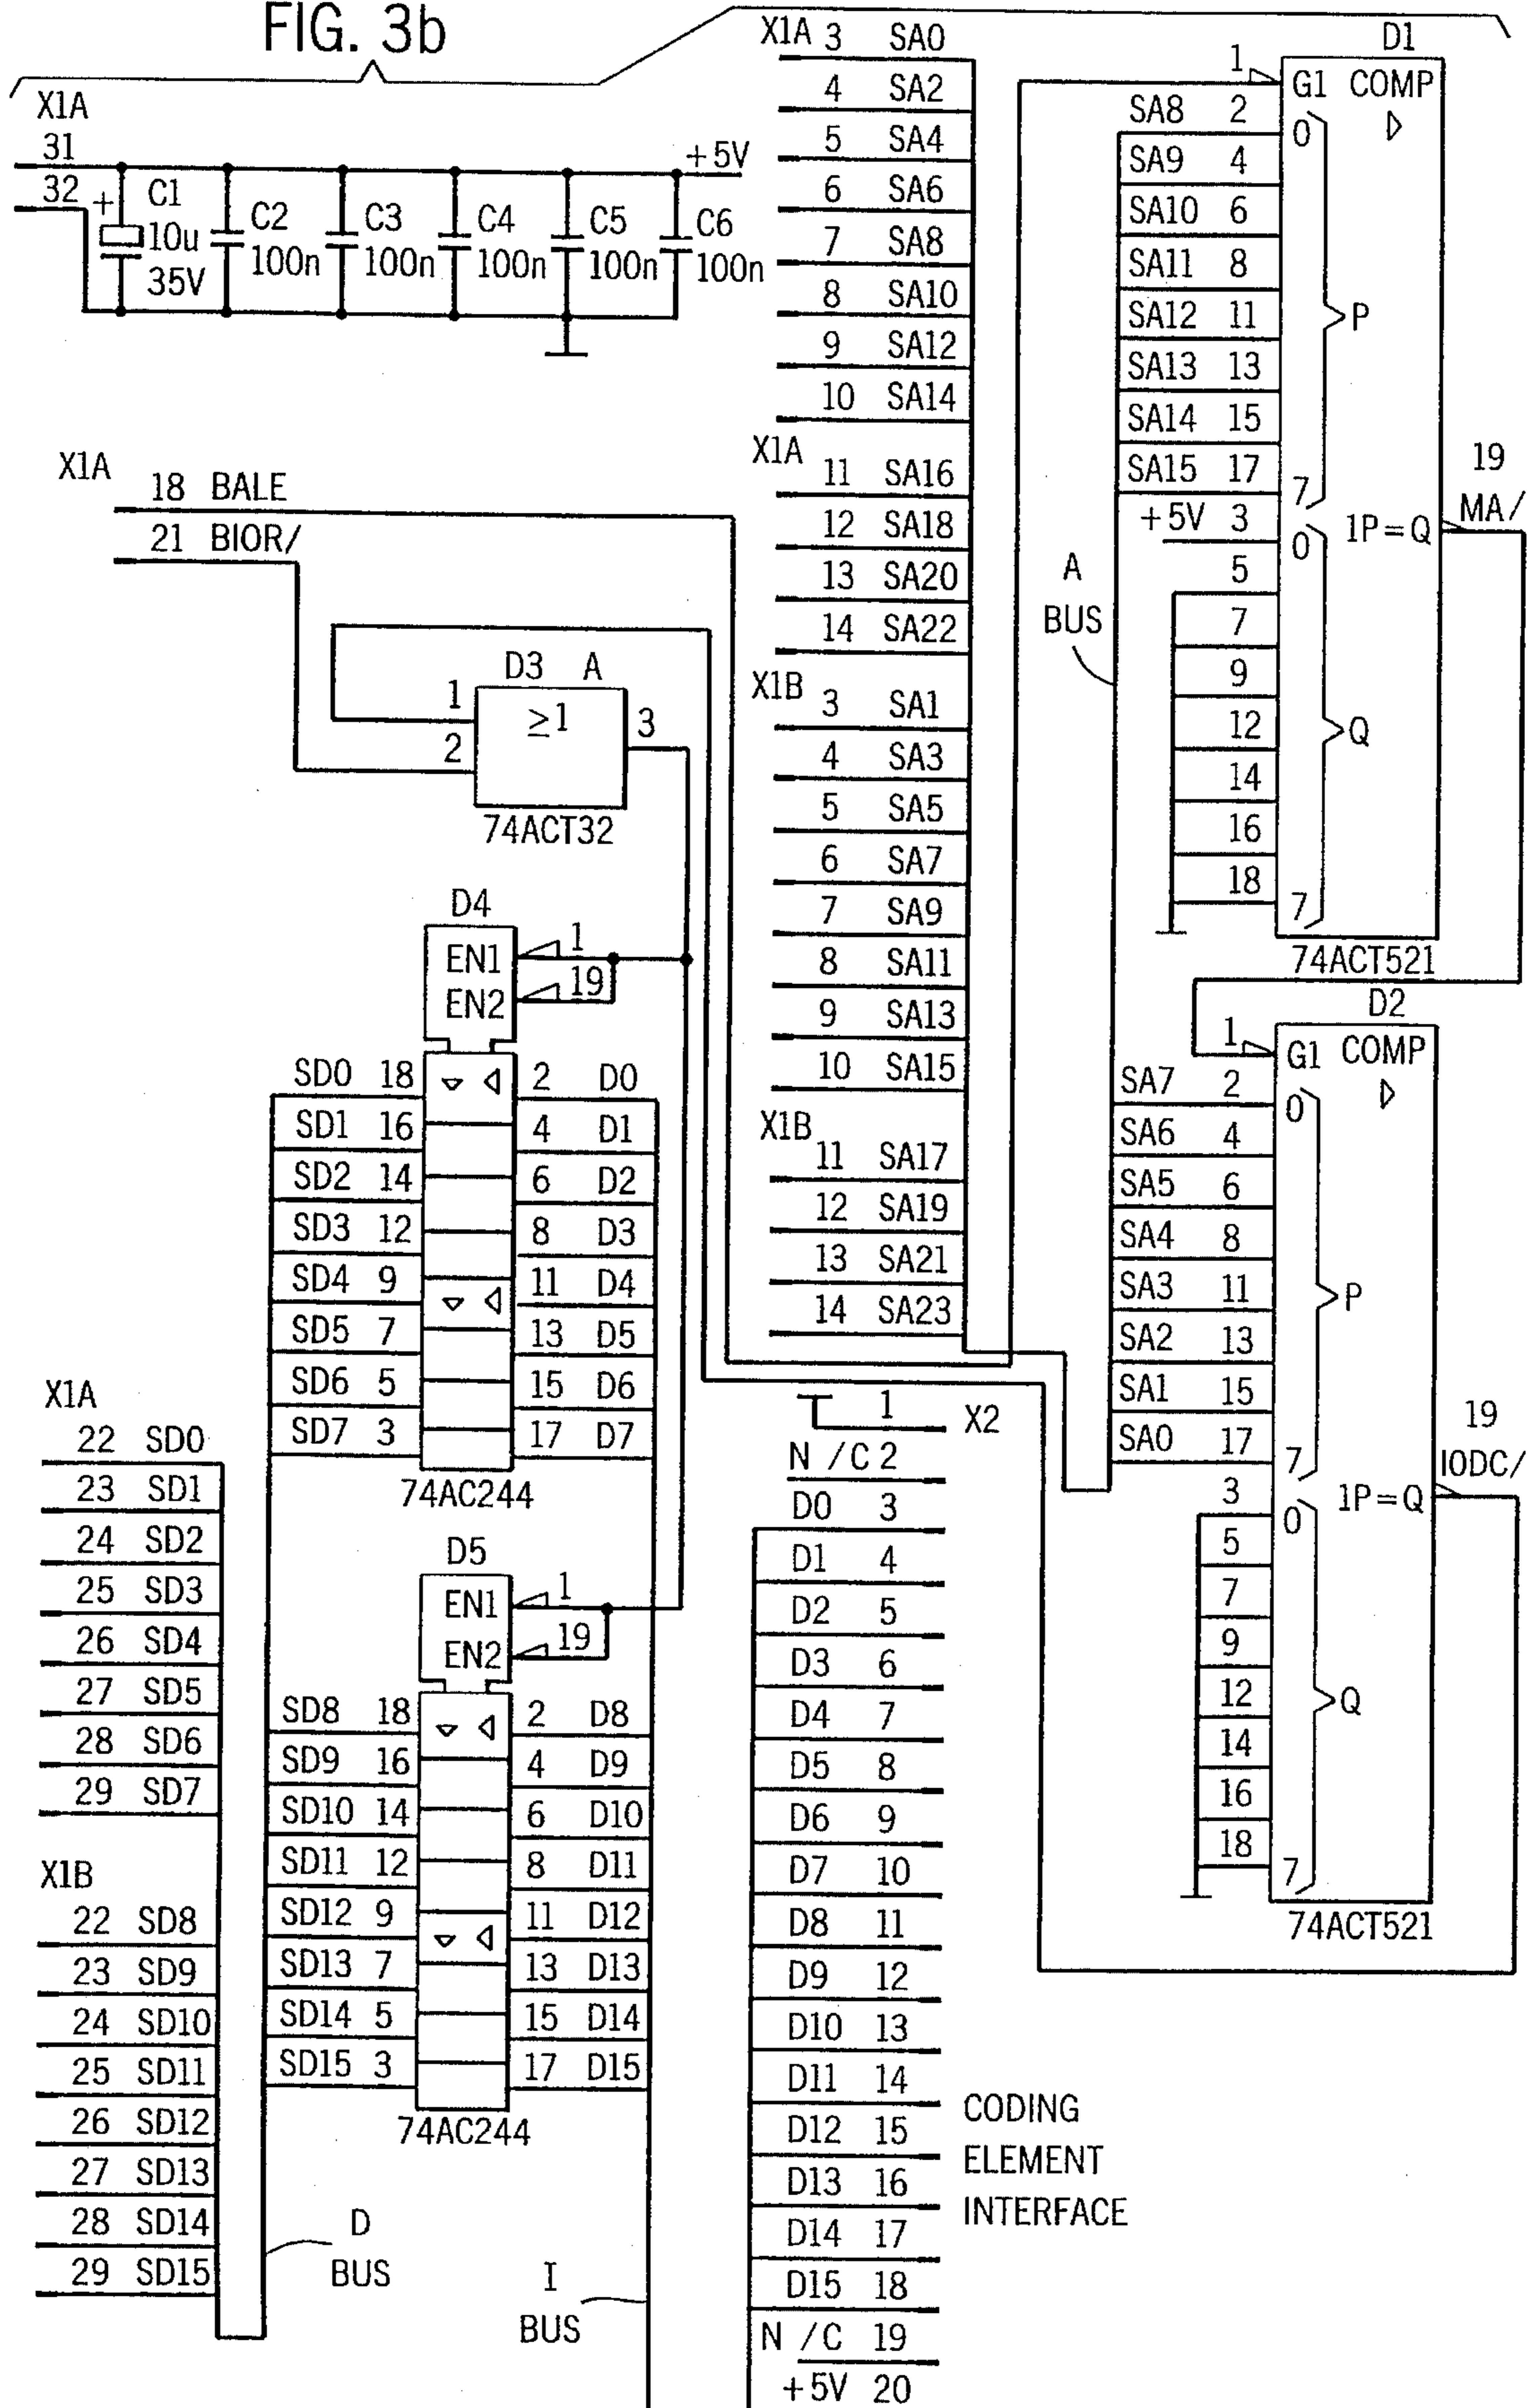 FIG. 3b
X1A
31
32
+5V
+
C1
10u
35V
C2
100n
C3
100n
C4
100n
C5
100n
C6
100n
X1A
18 BALE
21 BIOR/
D3 A
1
2
≥1
3
74ACT32
D4
EN1 1
EN2 19
SD0 18 2 D0
SD1 16 4 D1
SD2 14 6 D2
SD3 12 8 D3
SD4 9 11 D4
SD5 7 13 D5
SD6 5 15 D6
SD7 3 17 D7
74AC244
D5
EN1 1
EN2 19
SD8 18 2 D8
SD9 16 4 D9
SD10 14 6 D10
SD11 12 8 D11
SD12 9 11 D12
SD13 7 13 D13
SD14 5 15 D14
SD15 3 17 D15
74AC244
X1A
22 SD0
23 SD1
24 SD2
25 SD3
26 SD4
27 SD5
28 SD6
29 SD7
X1B
22 SD8
23 SD9
24 SD10
25 SD11
26 SD12
27 SD13
28 SD14
29 SD15
D
BUS
I
BUS
X1A 3 SA0
4 SA2
5 SA4
6 SA6
7 SA8
8 SA10
9 SA12
10 SA14
X1A
11 SA16
12 SA18
13 SA20
14 SA22
X1B
3 SA1
4 SA3
5 SA5
6 SA7
7 SA9
8 SA11
9 SA13
10 SA15
X1B
11 SA17
12 SA19
13 SA21
14 SA23
1 X2
N /C 2
D0 3
D1 4
D2 5
D3 6
D4 7
D5 8
D6 9
D7 10
D8 11
D9 12
D10 13
D11 14
D12 15
D13 16
D14 17
D15 18
N /C 19
+5V 20
CODING
ELEMENT
INTERFACE
A
BUS
D1
1 G1 COMP
SA8 2 0
SA9 4
SA10 6
SA11 8
SA12 11 P
SA13 13
SA14 15
SA15 17 7
+5V 3 0 1P=Q
19
MA/
5
7
9
12 Q
14
16
18 7
74ACT521
D2
1 G1 COMP
SA7 2 0
SA6 4
SA5 6
SA4 8
SA3 11 P
SA2 13
SA1 15
SA0 17 7
3 0 1P=Q
19
IODC/
5
7
9
12 Q
14
16
18 7
74ACT521